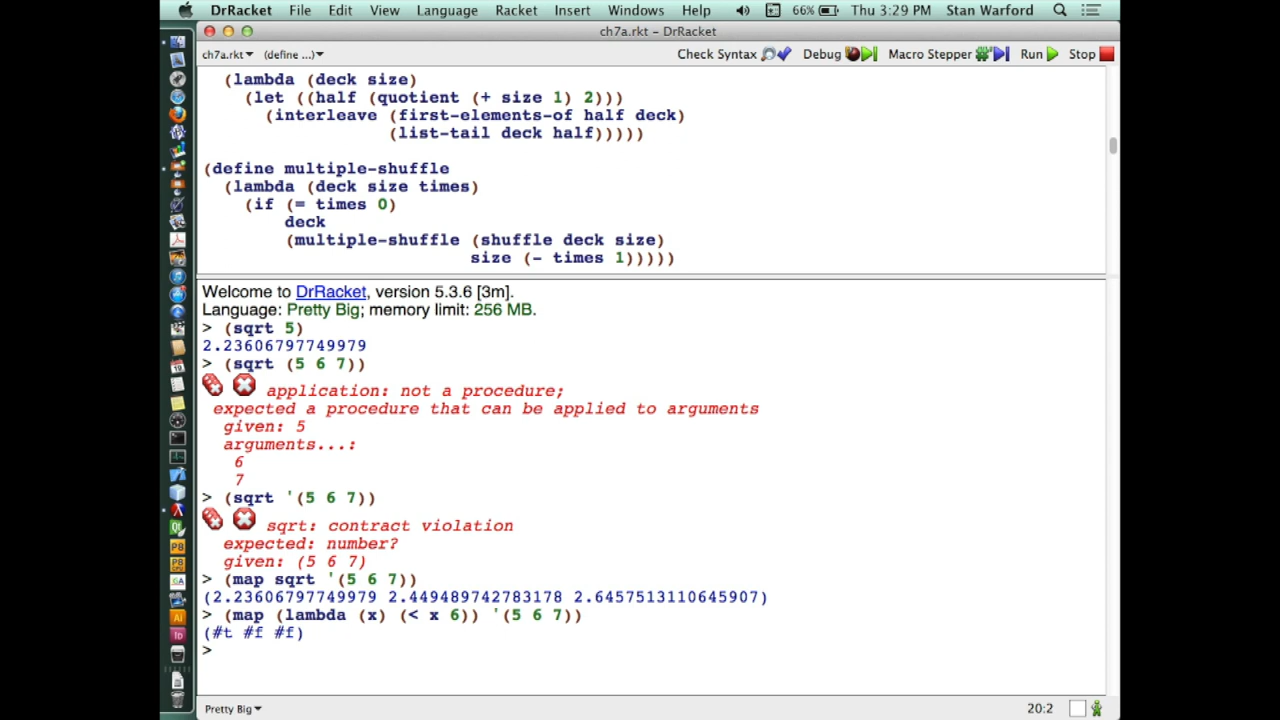 DrRacket File Edit View Language Racket Insert Windows Help 66% Thu 3:29 PM Stan Warford
ch7a.rkt – DrRacket
ch7a.rkt (define ...) Check Syntax Debug Macro Stepper Run Stop
(lambda (deck size)
(let ((half (quotient (+ size 1) 2)))
(interleave (first-elements-of half deck)
(list-tail deck half)))))
(define multiple-shuffle
(lambda (deck size times)
(if (= times 0)
deck
(multiple-shuffle (shuffle deck size)
size (- times 1)))))
Welcome to DrRacket, version 5.3.6 [3m].
Language: Pretty Big; memory limit: 256 MB.
> (sqrt 5)
2.23606797749979
> (sqrt (5 6 7))
application: not a procedure;
expected a procedure that can be applied to arguments
given: 5
arguments...:
6
7
> (sqrt '(5 6 7))
sqrt: contract violation
expected: number?
given: (5 6 7)
> (map sqrt '(5 6 7))
(2.23606797749979 2.449489742783178 2.6457513110645907)
> (map (lambda (x) (< x 6)) '(5 6 7))
(#t #f #f)
>
Pretty Big 20:2